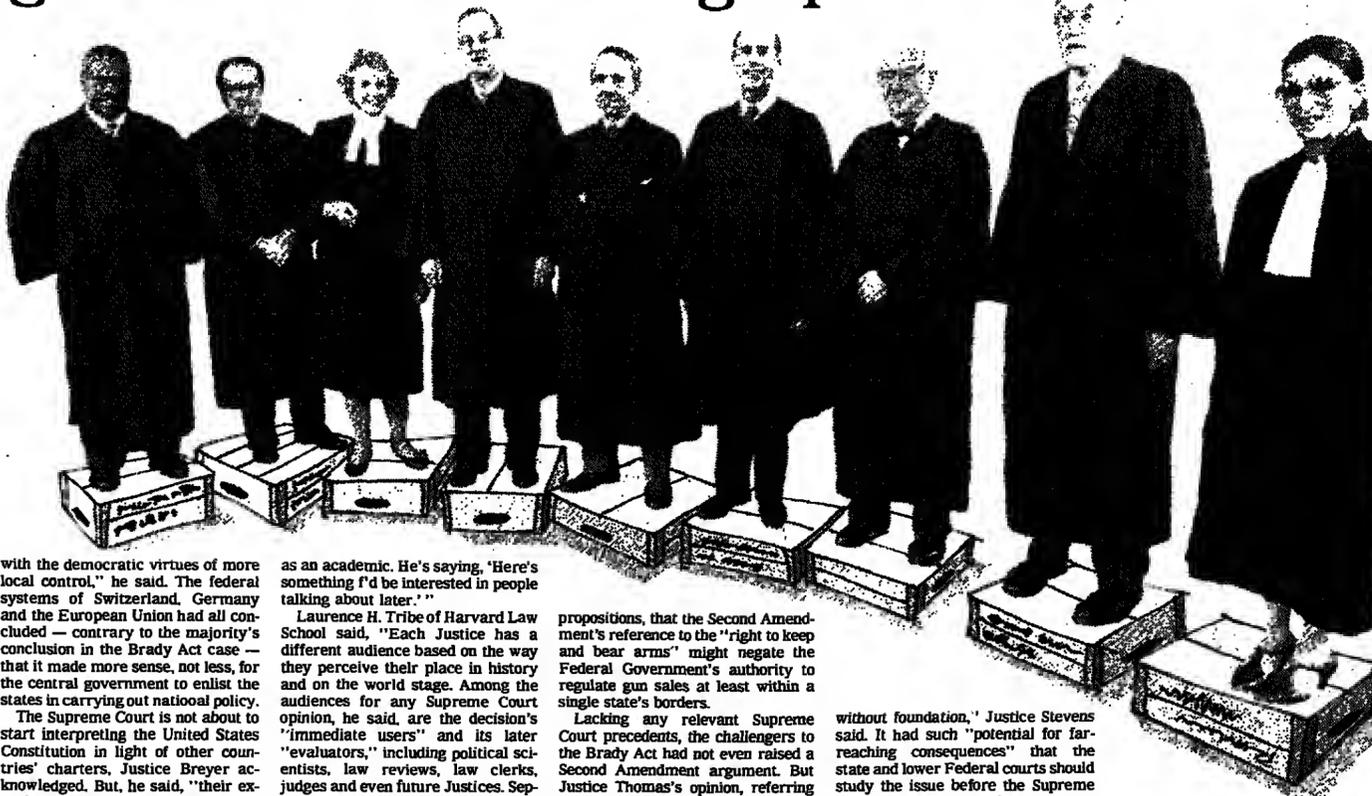 with the democratic virtues of more
local control," he said. The federal
systems of Switzerland, Germany
and the European Union had all con-
cluded — contrary to the majority's
conclusion in the Brady Act case —
that it made more sense, not less, for
the central government to enlist the
states in carrying out natiooal policy.
The Supreme Court is not about to
start interpreting the United States
Constitution in light of other coun-
tries' charters, Justice Breyer ac-
knowledged. But, he said, "their ex-
as an academic. He's saying, 'Here's
something I'd be interested in people
talking about later.' "
Laurence H. Tribe of Harvard Law
School said, "Each Justice has a
different audience based on the way
they perceive their place in history
and on the world stage. Among the
audiences for any Supreme Court
opinion, he said, are the decision's
"immediate users" and its later
"evaluators," including political sci-
entists, law reviews, law clerks,
judges and even future Justices. Sep-
propositions, that the Second Amend-
ment's reference to the "right to keep
and bear arms" might negate the
Federal Government's authority to
regulate gun sales at least within a
single state's borders.
Lacking any relevant Supreme
Court precedents, the challengers to
the Brady Act had not even raised a
Second Amendment argument. But
Justice Thomas's opinion, referring
without foundation,' Justice Stevens
said. It had such "potential for far-
reaching consequences" that the
state and lower Federal courts should
study the issue before the Supreme